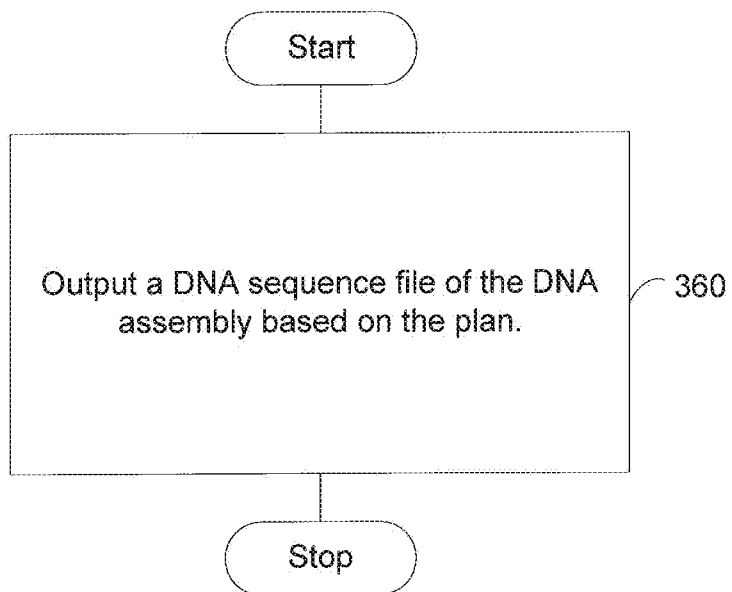 Start
Output a DNA sequence file of the DNA
assembly based on the plan.
360
Stop